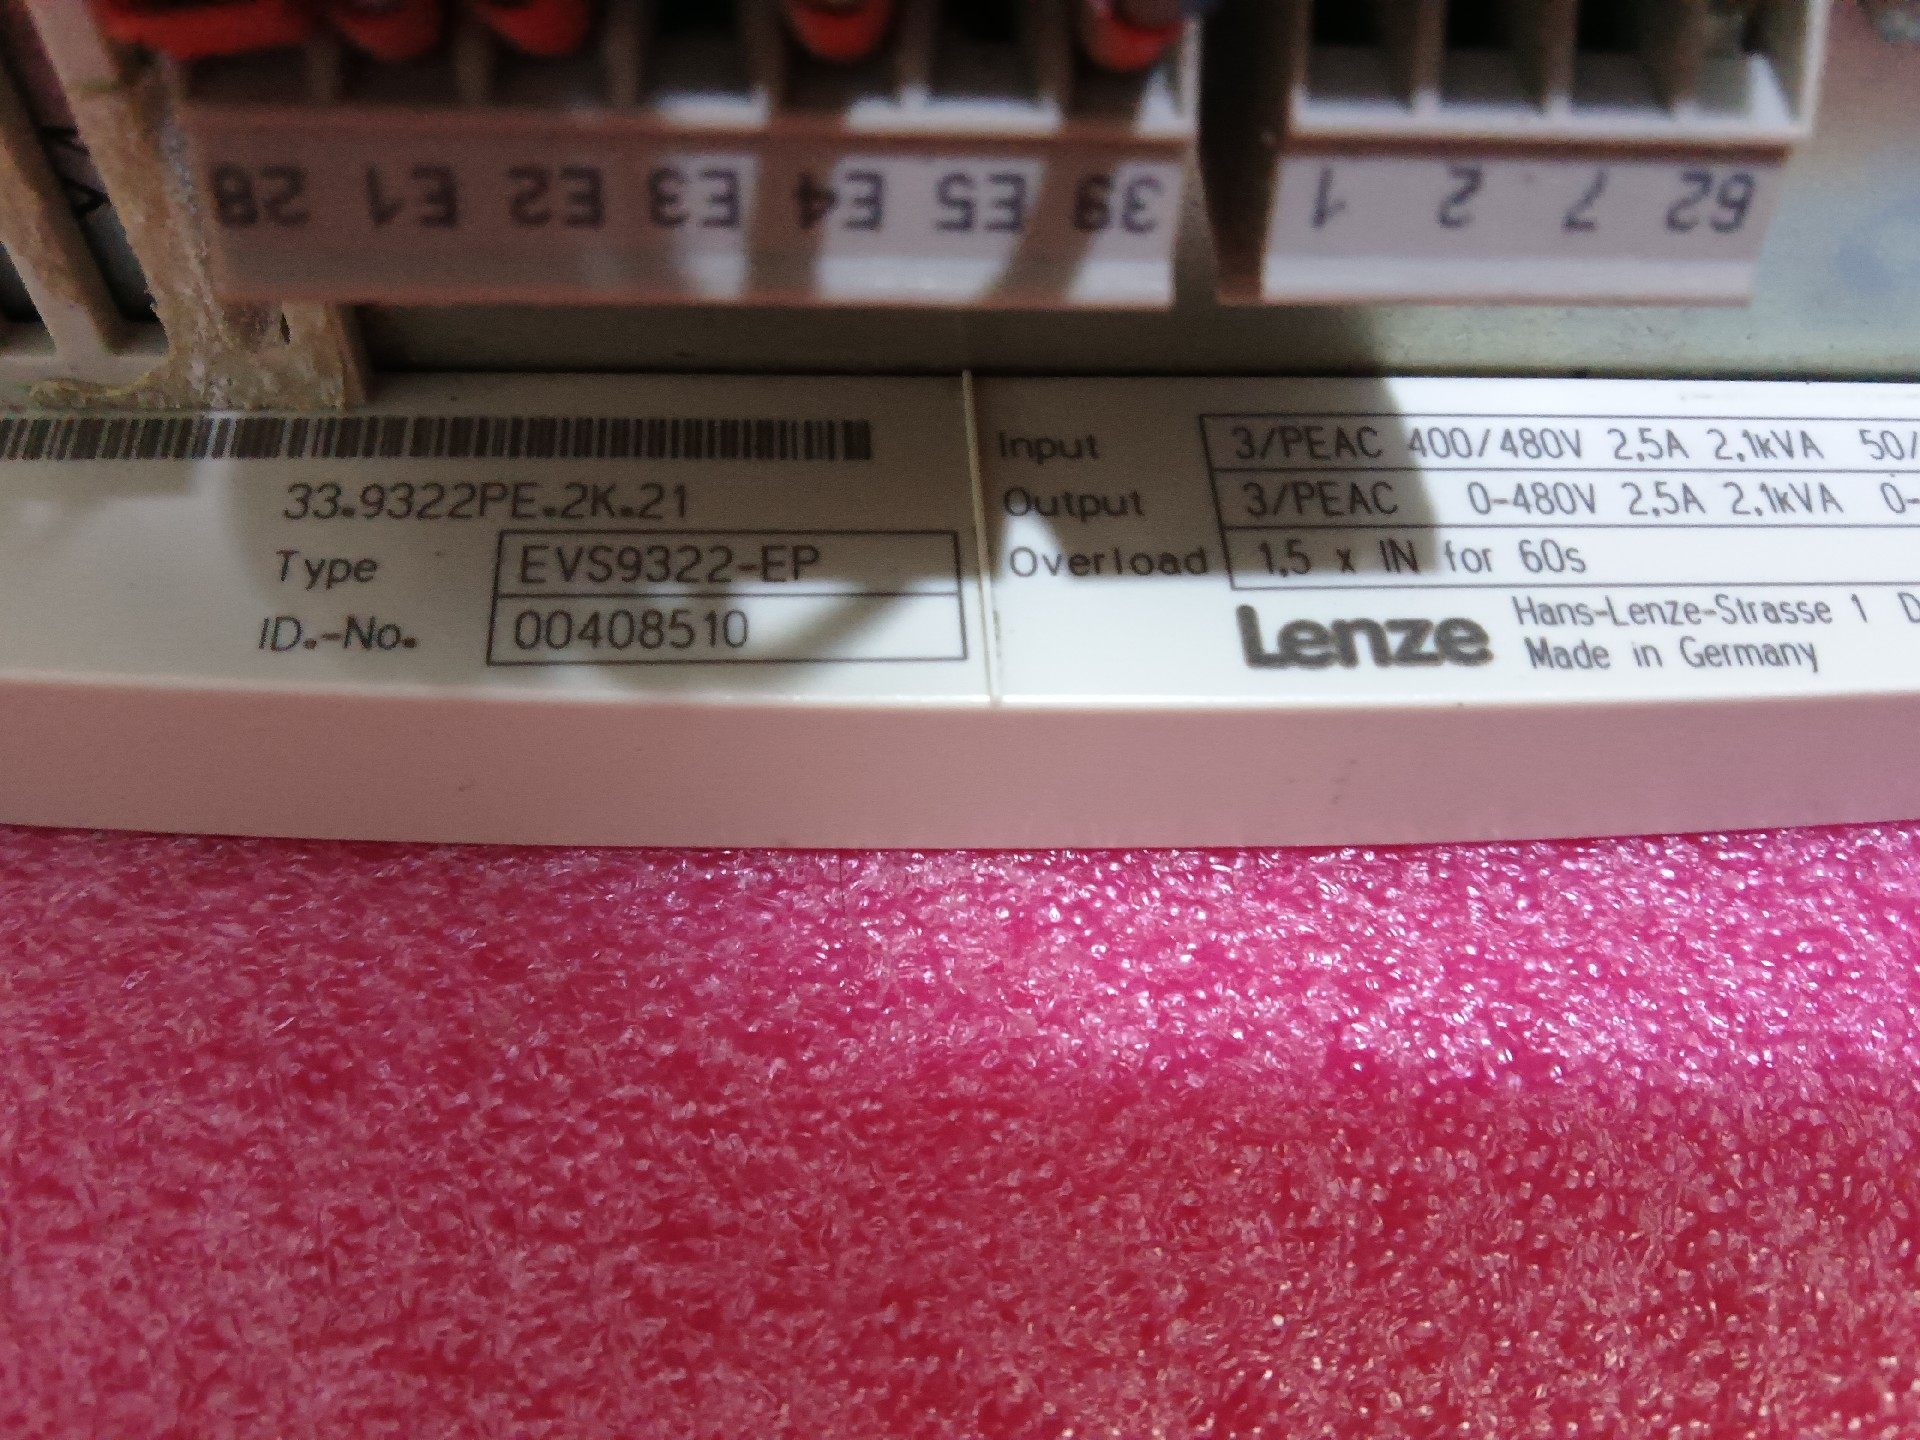 28 E1 E2 E3 E4 E5 39
1 2 7 62
33.9322PE.2K.21
Type EVS9322-EP
ID.-No. 00408510
Input 3/PEAC 400/480V 2,5A 2,1kVA 50/
Output 3/PEAC 0-480V 2,5A 2,1kVA 0-
Overload 1,5 x IN for 60s
Lenze Hans-Lenze-Strasse 1 D
Made in Germany